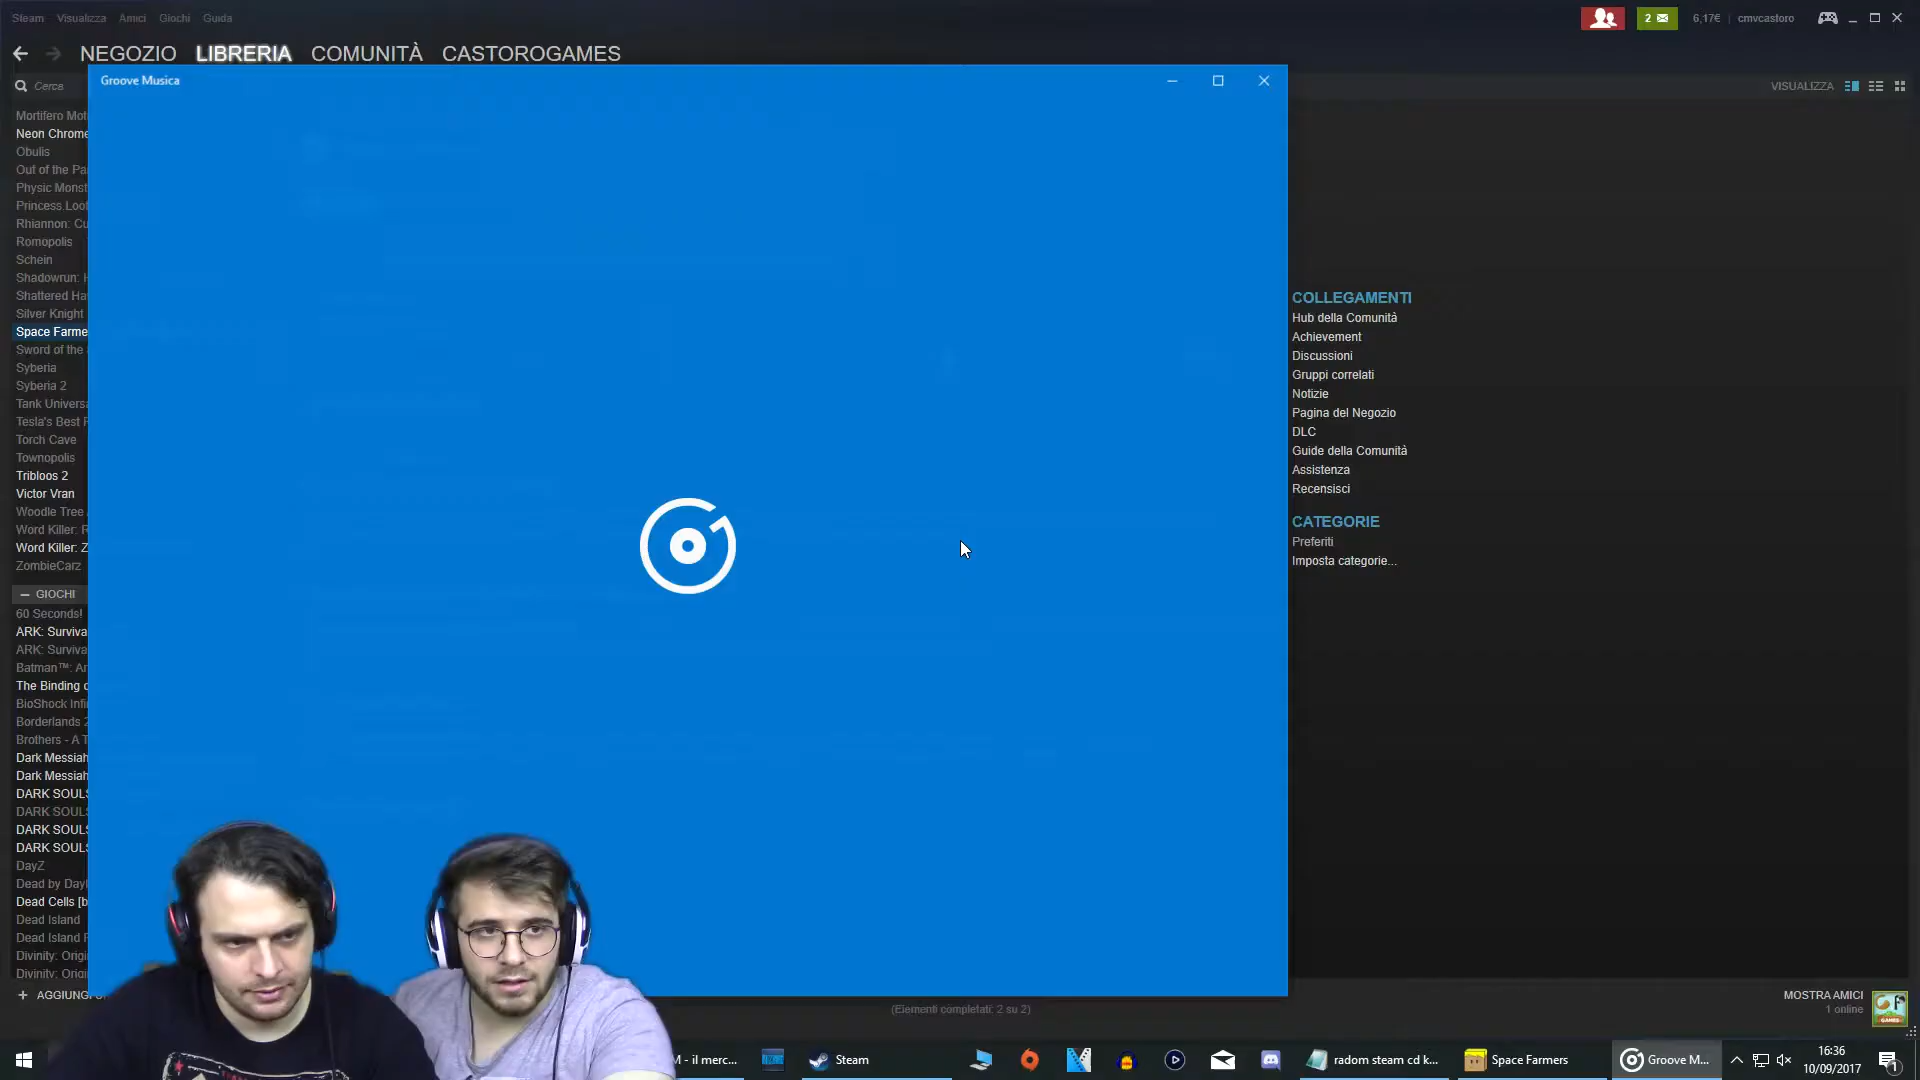 Steam Visualizza Amici Giochi Guida
2 6,17€ | cmvcastoro
NEGOZIO LIBRERIA COMUNITÀ CASTOROGAMES
Groove Musica
Cerca
VISUALIZZA
Mortifero Mot
Neon Chrome
Obulis
Out of the Pa
Physic Monst
Princess.Loot
Rhiannon: Cu
Romopolis
Schein
Shadowrun: H
Shattered Ha
Silver Knight
Space Farme
Sword of the
Syberia
Syberia 2
Tank Universa
Tesla's Best F
Torch Cave
Townopolis
Tribloos 2
Victor Vran
Woodle Tree
Word Killer: R
Word Killer: Z
ZombieCarz
GIOCHI
60 Seconds!
ARK: Surviva
ARK: Surviva
Batman™: Ar
The Binding o
BioShock Infi
Borderlands 2
Brothers - A T
Dark Messiah
Dark Messiah
DARK SOULS
DARK SOULS
DARK SOULS
DARK SOULS
DayZ
Dead by Dayl
Dead Cells [b
Dead Island
Dead Island R
Divinity: Origi
Divinity: Origi
+ AGGIUNGI
COLLEGAMENTI
Hub della Comunità
Achievement
Discussioni
Gruppi correlati
Notizie
Pagina del Negozio
DLC
Guide della Comunità
Assistenza
Recensisci
CATEGORIE
Preferiti
Imposta categorie...
(Elementi completati: 2 su 2)
MOSTRA AMICI
1 online
M - il merc...
Steam
radom steam cd k...
Space Farmers
Groove M...
16:36
10/09/2017
1